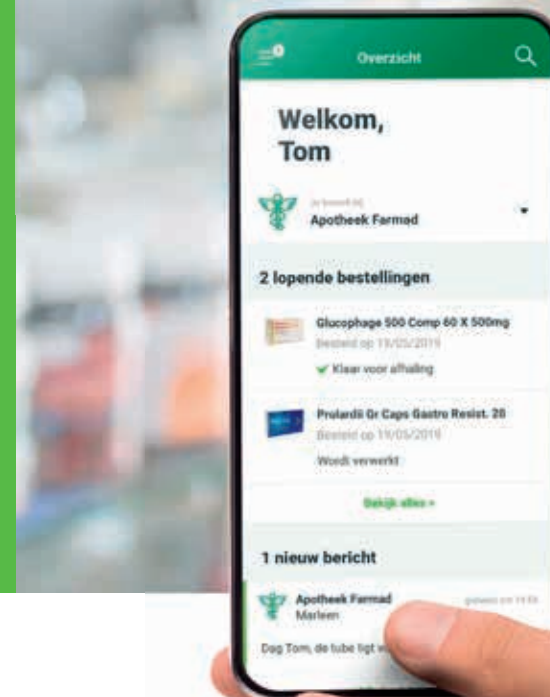 Overzicht
Welkom,
Tom
Apotheek Farmad
2 lopende bestellingen
Glucophage 500 Comp 60 X 500mg
Besteld op 19/05/2019
Klaar voor afhaling
Prulardii Gr Caps Gastro Resist. 28
Besteld op 19/05/2019
Wordt verwerkt
Bekijk alles »
1 nieuw bericht
Apotheek Farmad
Marleen
Dag Tom, de tube ligt